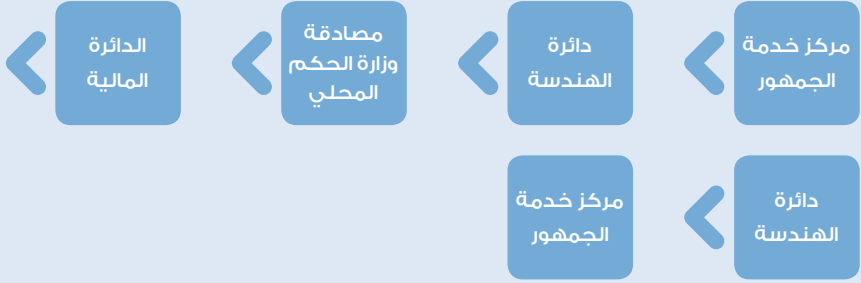 مركز خدمة
الجمهور
دائرة
الهندسة
مصادقة
وزارة الحكم
المحلي
الدائرة
المالية
دائرة
الهندسة
مركز خدمة
الجمهور